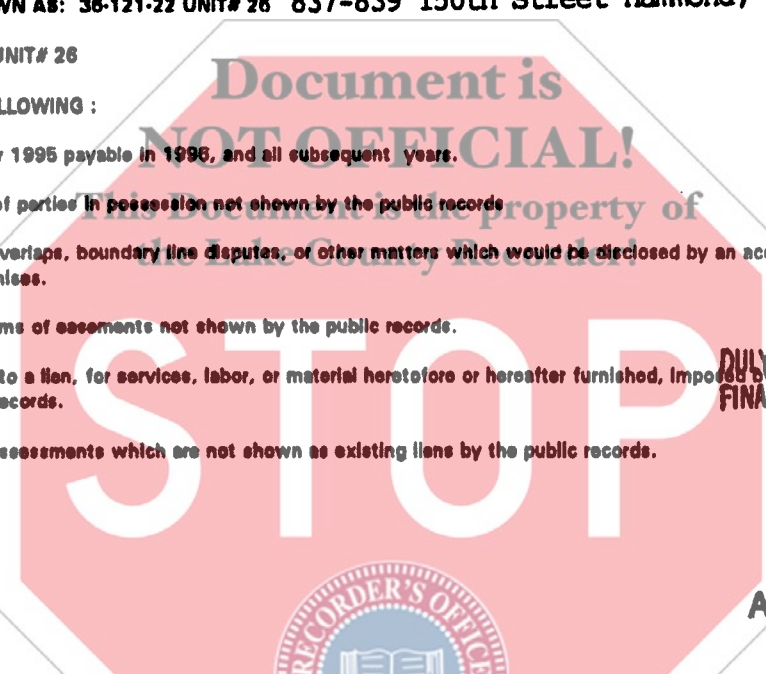 WN AS: 36-121-22 UNIT# 26 837-839 150th Street Hammond,
UNIT# 26
Document is
LLOWING :
NOT OFFICIAL!
r 1995 payable in 1996, and all subsequent years.
of parties in possession not shown by the public records
This Document is the property of
verlaps, boundary line disputes, or other matters which would be disclosed by an acc
the Lake County Recorder!
nises.
ms of easements not shown by the public records.
STOP
DULY
to a lien, for services, labor, or material heretofore or hereafter furnished, imposed b
FINA
ecords.
ssessments which are not shown as existing liens by the public records.
RECORDER'S OFFICE
A